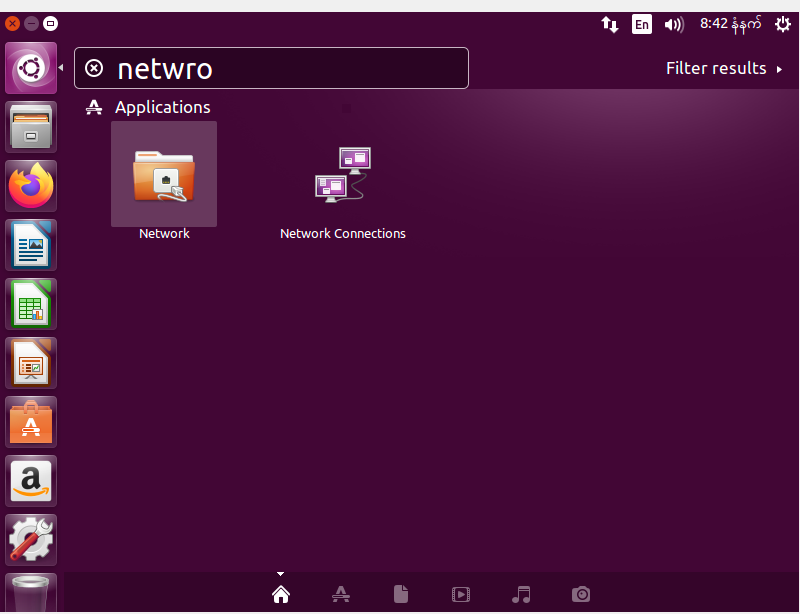 En
8:42 နံနက်
netwro
Filter results
Applications
Network
Network Connections
a